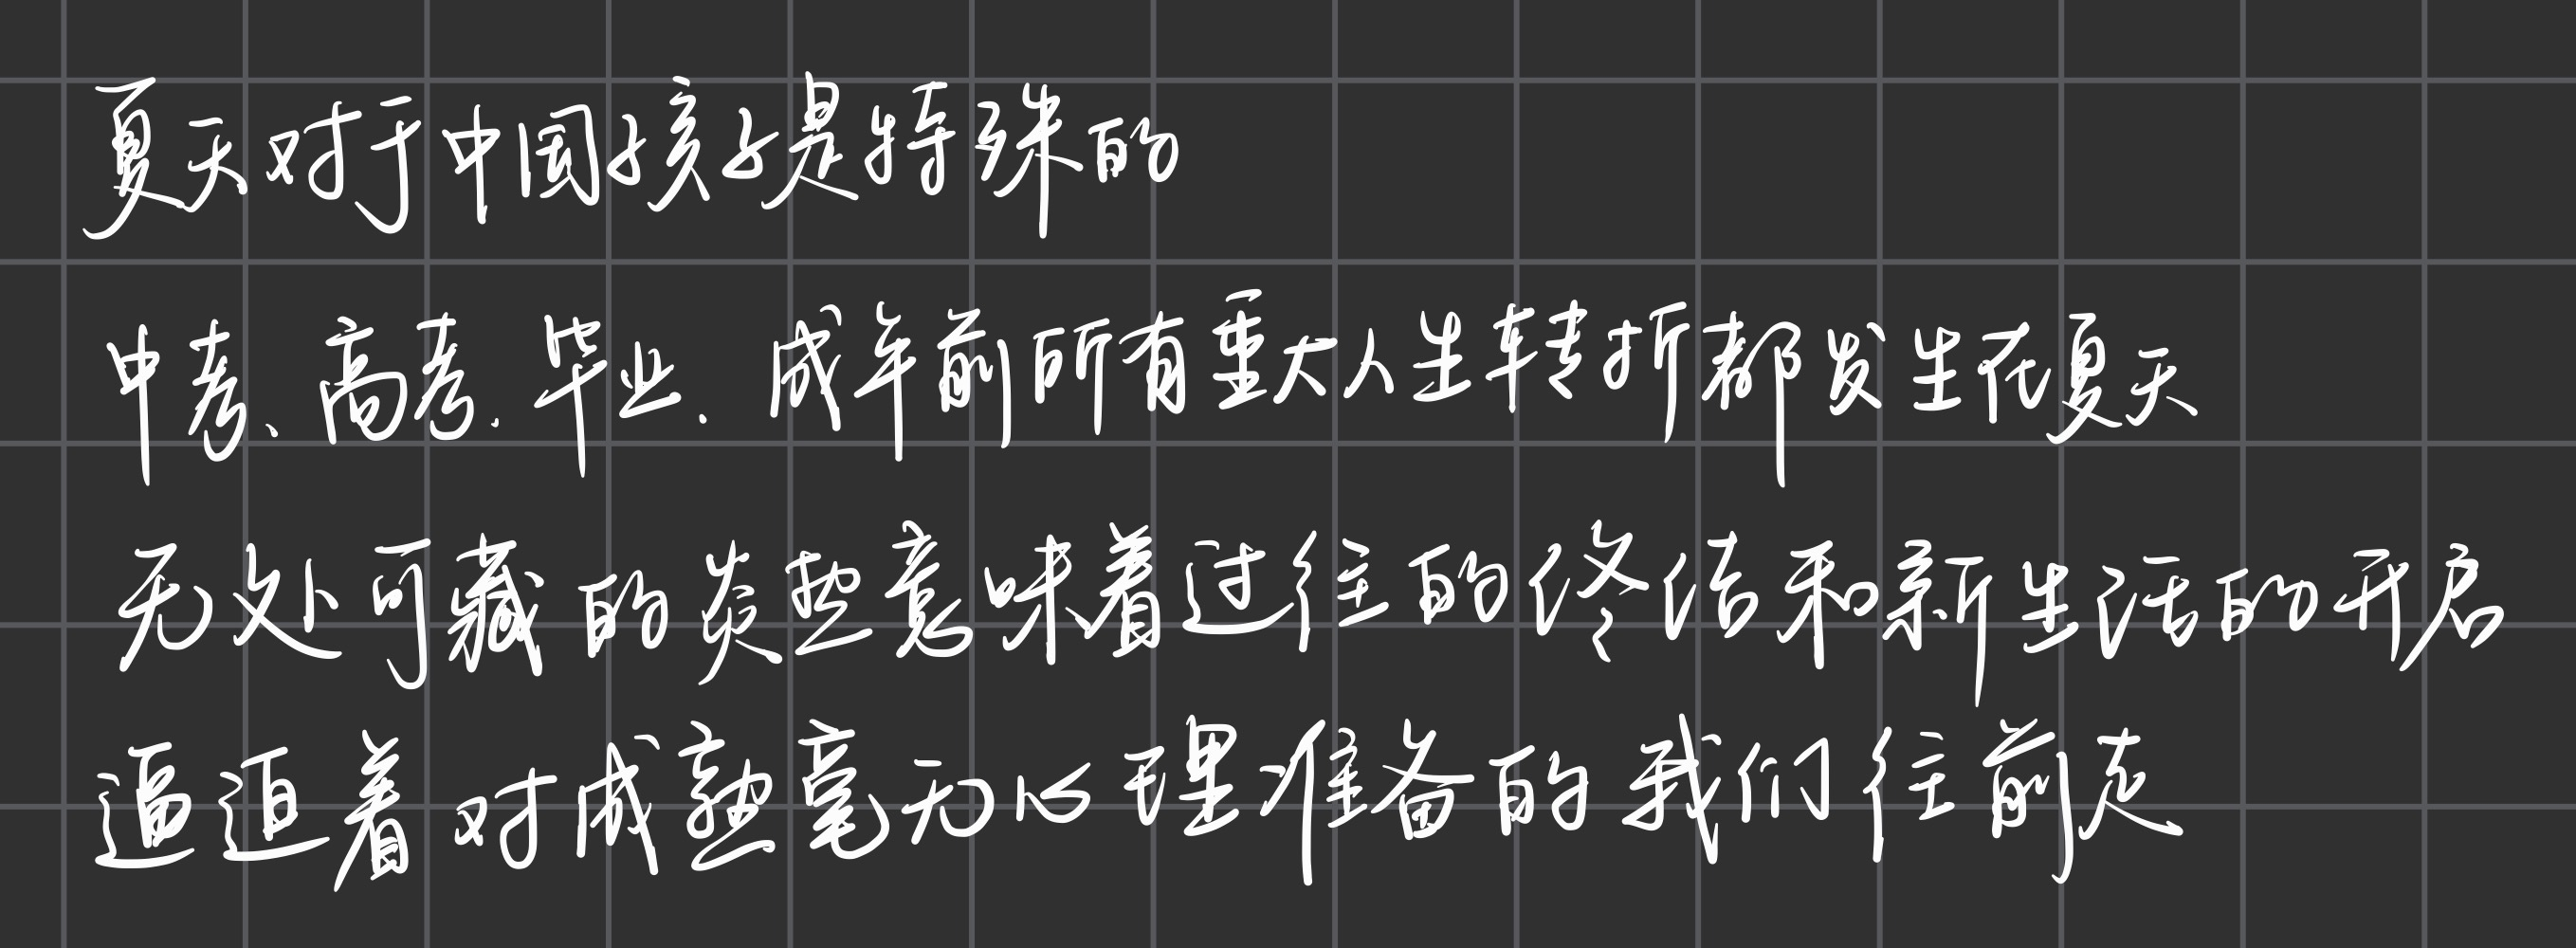 夏天对于中国孩子是特殊的
中考、高考、毕业、成年前所有重大人生转折都发生在夏天
无处可藏的炎热意味着过往的终结和新生活的开启
逼迫着对成熟毫无心理准备的我们往前走